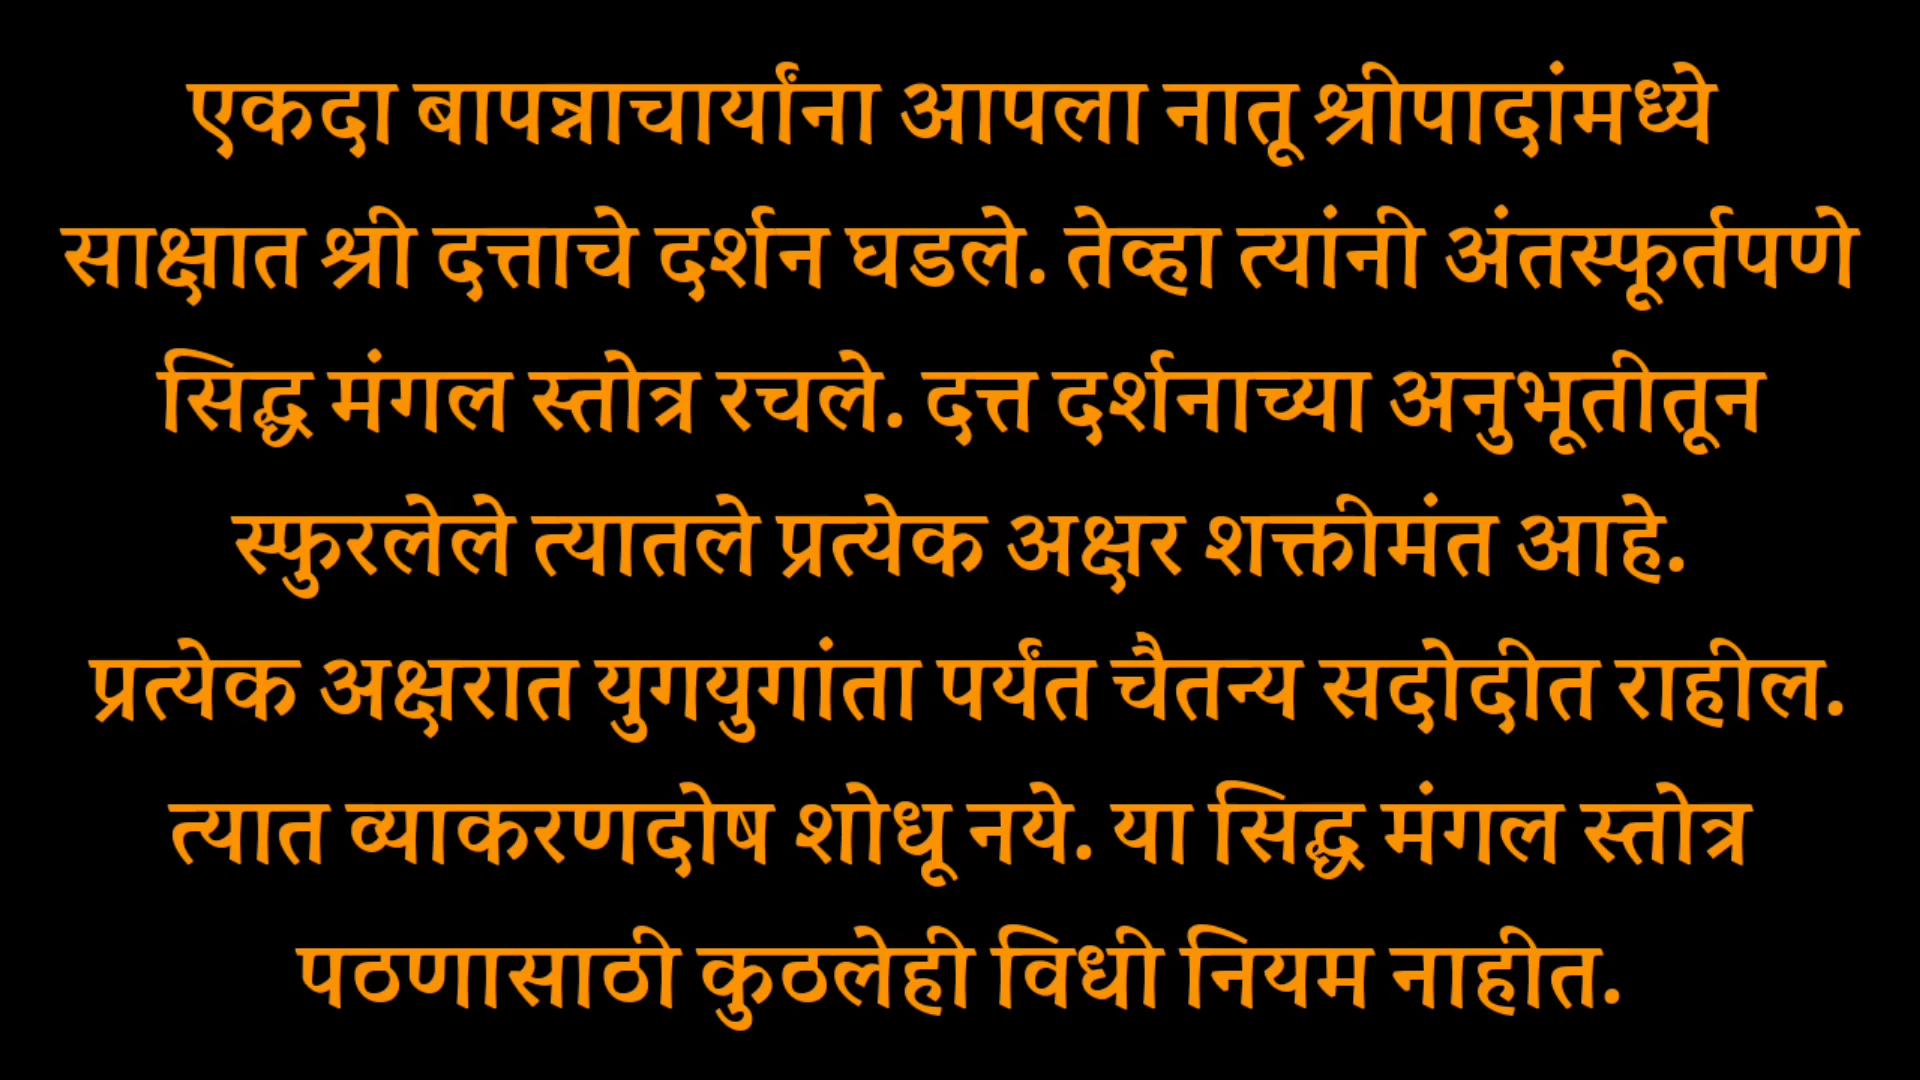 एकदा बापन्नाचार्यांना आपला नातू श्रीपादांमध्ये
साक्षात श्री दत्ताचे दर्शन घडले. तेव्हा त्यांनी अंतस्फूर्तपणे
सिद्ध मंगल स्तोत्र रचले. दत्त दर्शनाच्या अनुभूतीतून
स्फुरलेले त्यातले प्रत्येक अक्षर शक्तीमंत आहे.
प्रत्येक अक्षरात युगयुगांता पर्यंत चैतन्य सदोदीत राहील.
त्यात व्याकरणदोष शोधू नये. या सिद्ध मंगल स्तोत्र
पठणासाठी कुठलेही विधी नियम नाहीत.